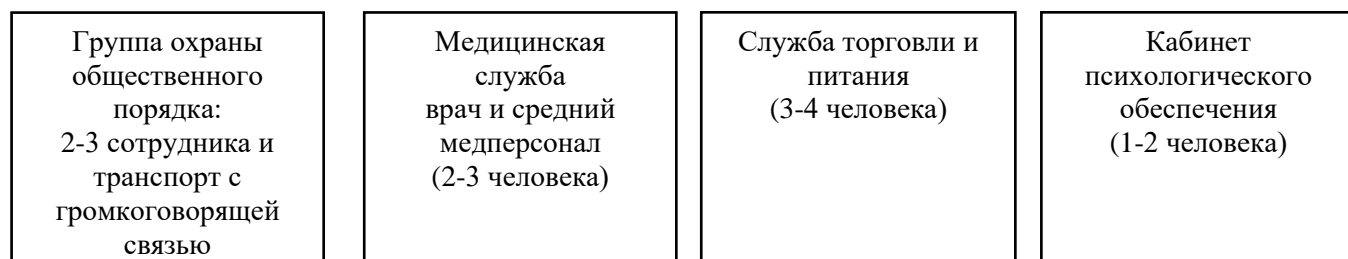 Группа охраны
общественного
порядка:
2-3 сотрудника и
транспорт с
громкоговорящей
связью
Медицинская
служба
врач и средний
медперсонал
(2-3 человека)
Служба торговли и
питания
(3-4 человека)
Кабинет
психологического
обеспечения
(1-2 человека)